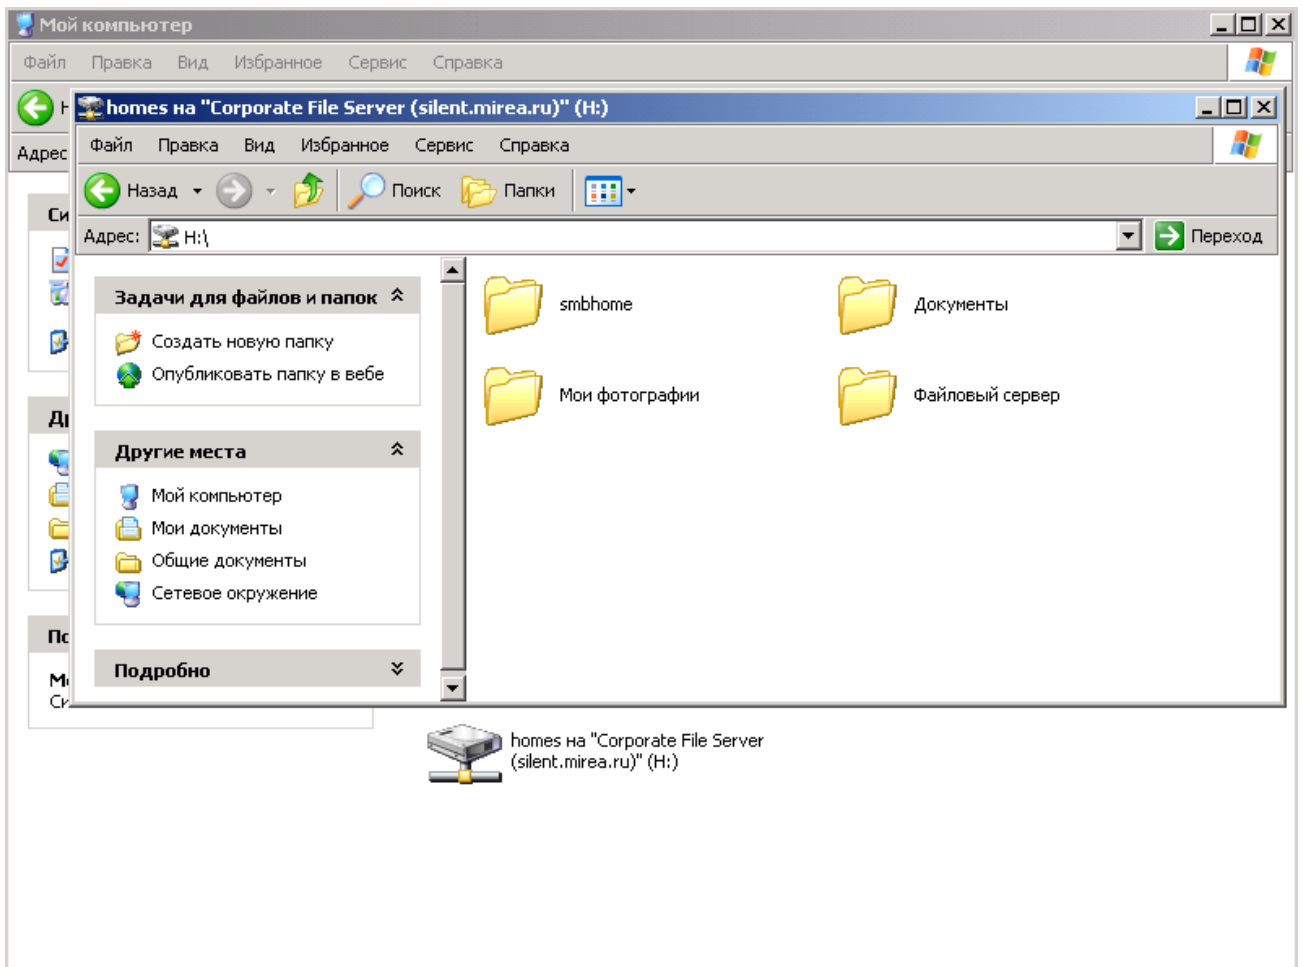 Мой компьютер
Файл Правка Вид Избранное Сервис Справка
Адрес
homes на "Corporate File Server (silent.mirea.ru)" (H:)
Файл Правка Вид Избранное Сервис Справка
Назад Поиск Папки
Адрес: H:\ Переход
Задачи для файлов и папок
Создать новую папку
Опубликовать папку в вебе
Другие места
Мой компьютер
Мои документы
Общие документы
Сетевое окружение
Подробно
smbhome
Документы
Мои фотографии
Файловый сервер
homes на "Corporate File Server
(silent.mirea.ru)" (H:)